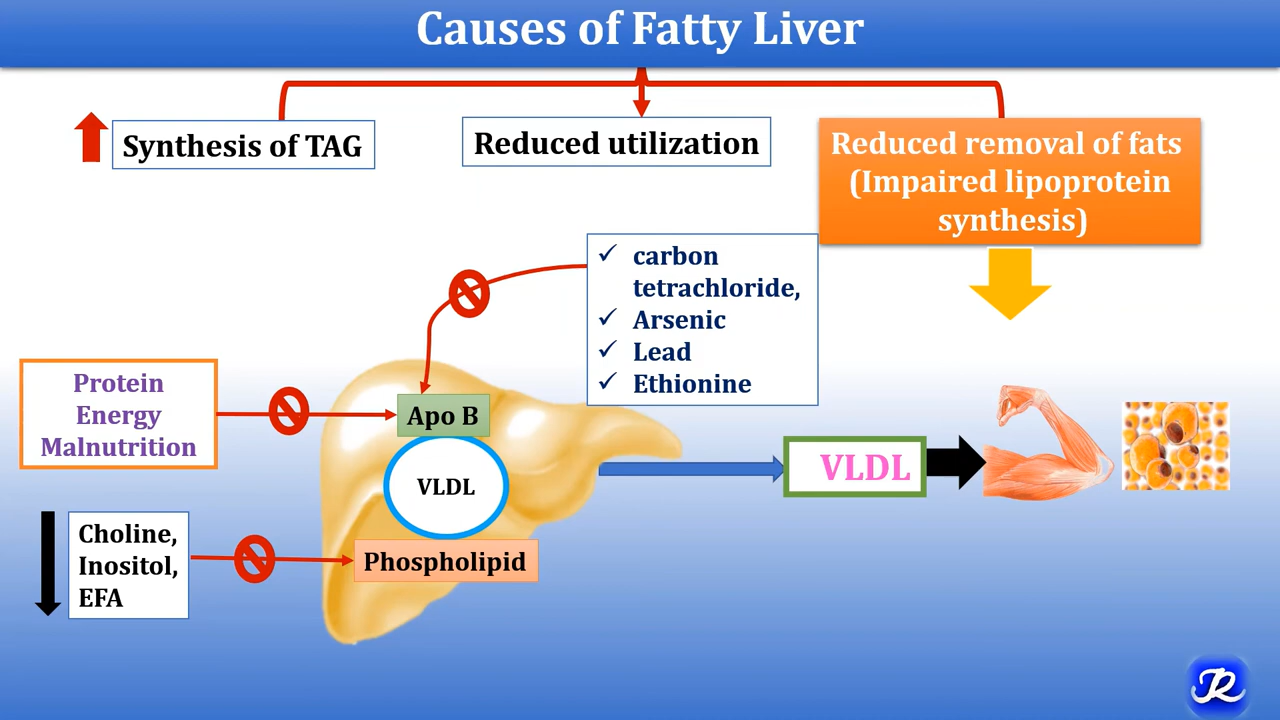 Causes of Fatty Liver
Synthesis of TAG
Reduced utilization
Reduced removal of fats
(Impaired lipoprotein
synthesis)
carbon
tetrachloride,
Arsenic
Lead
Ethionine
Protein
Energy
Malnutrition
Apo B
VLDL
VLDL
Choline,
Inositol,
EFA
Phospholipid
JR